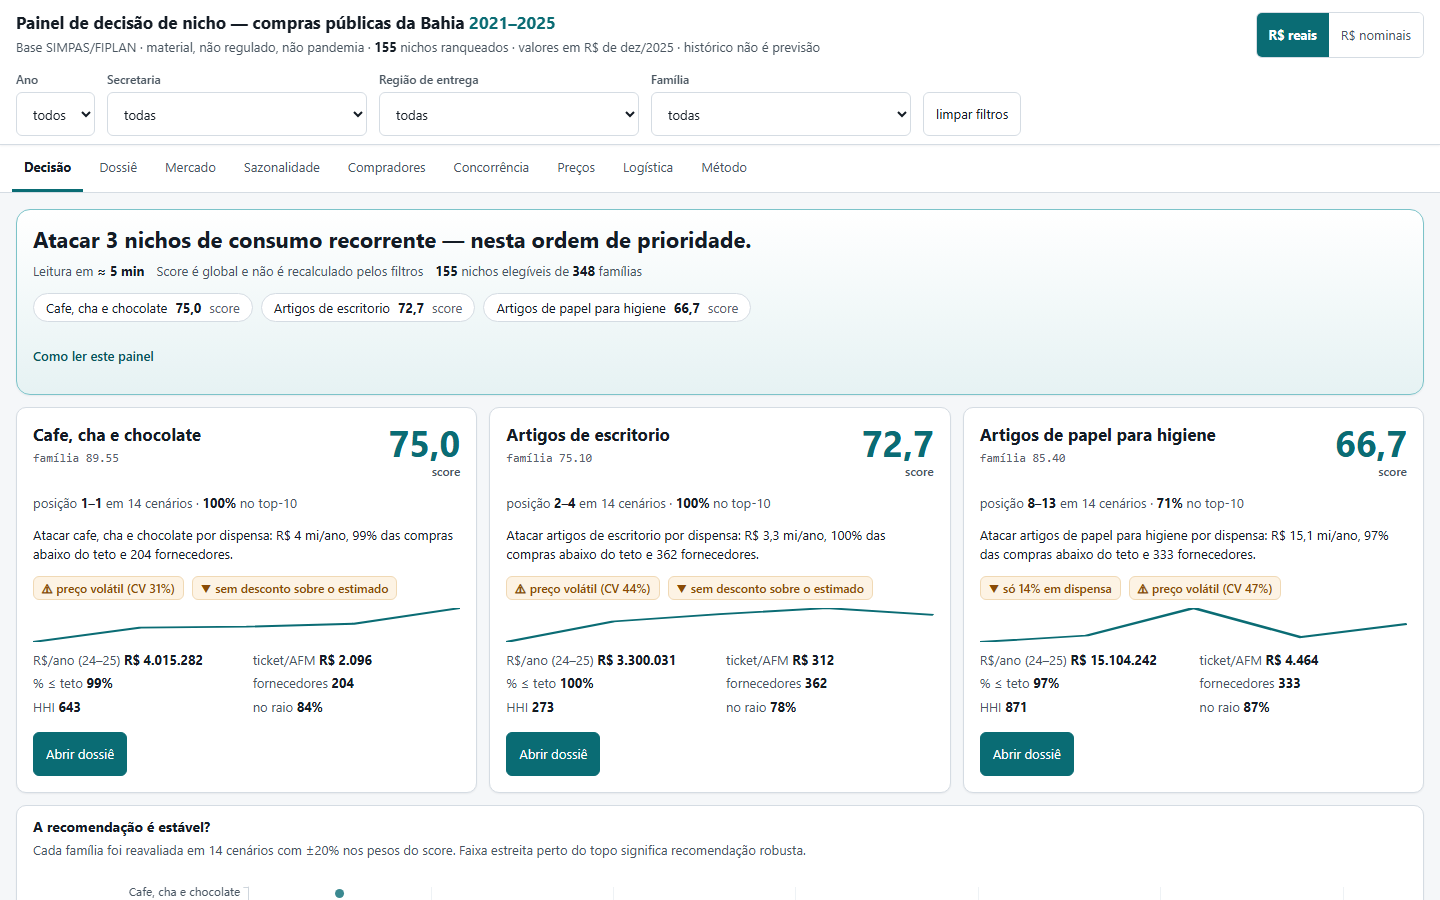 Painel de decisão de nicho — compras públicas da Bahia 2021–2025
Base SIMPAS/FIPLAN · material, não regulado, não pandemia · 155 nichos ranqueados · valores em R$ de dez/2025 · histórico não é previsão
R$ reais
R$ nominais
Ano
Secretaria
Região de entrega
Família
todos
todas
todas
todas
limpar filtros
Decisão
Dossiê
Mercado
Sazonalidade
Compradores
Concorrência
Preços
Logística
Método
Atacar 3 nichos de consumo recorrente — nesta ordem de prioridade.
Leitura em ≈ 5 min Score é global e não é recalculado pelos filtros 155 nichos elegíveis de 348 famílias
Cafe, cha e chocolate 75,0 score
Artigos de escritorio 72,7 score
Artigos de papel para higiene 66,7 score
Como ler este painel
Cafe, cha e chocolate
família 89.55
75,0
score
posição 1–1 em 14 cenários · 100% no top-10
Atacar cafe, cha e chocolate por dispensa: R$ 4 mi/ano, 99% das compras
abaixo do teto e 204 fornecedores.
⚠ preço volátil (CV 31%)
▼ sem desconto sobre o estimado
R$/ano (24–25) R$ 4.015.282
ticket/AFM R$ 2.096
% ≤ teto 99%
fornecedores 204
HHI 643
no raio 84%
Abrir dossiê
Artigos de escritorio
família 75.10
72,7
score
posição 2–4 em 14 cenários · 100% no top-10
Atacar artigos de escritorio por dispensa: R$ 3,3 mi/ano, 100% das
compras abaixo do teto e 362 fornecedores.
⚠ preço volátil (CV 44%)
▼ sem desconto sobre o estimado
R$/ano (24–25) R$ 3.300.031
ticket/AFM R$ 312
% ≤ teto 100%
fornecedores 362
HHI 273
no raio 78%
Abrir dossiê
Artigos de papel para higiene
família 85.40
66,7
score
posição 8–13 em 14 cenários · 71% no top-10
Atacar artigos de papel para higiene por dispensa: R$ 15,1 mi/ano, 97%
das compras abaixo do teto e 333 fornecedores.
▼ só 14% em dispensa
⚠ preço volátil (CV 47%)
R$/ano (24–25) R$ 15.104.242
ticket/AFM R$ 4.464
% ≤ teto 97%
fornecedores 333
HHI 871
no raio 87%
Abrir dossiê
A recomendação é estável?
Cada família foi reavaliada em 14 cenários com ±20% nos pesos do score. Faixa estreita perto do topo significa recomendação robusta.
Cafe, cha e chocolate